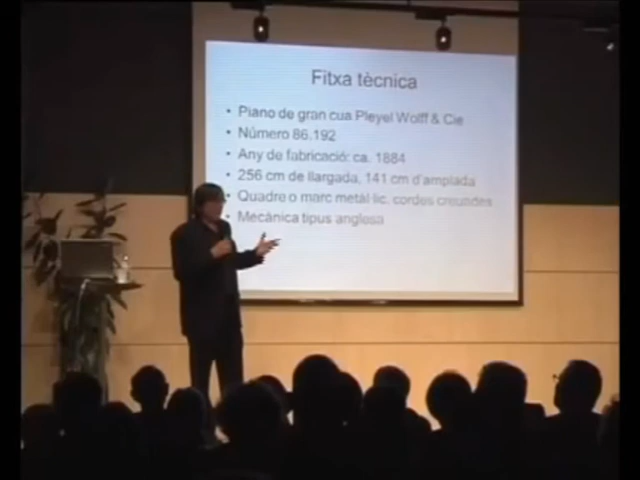 Fitxa tècnica
• Piano de gran cua Pleyel Wolff & Cie
• Número 86.192
• Any de fabricació: ca. 1884
• 256 cm de llargada, 141 cm d'amplada
• Quadre o marc metàl·lic, cordes creuades
• Mecànica tipus anglesa